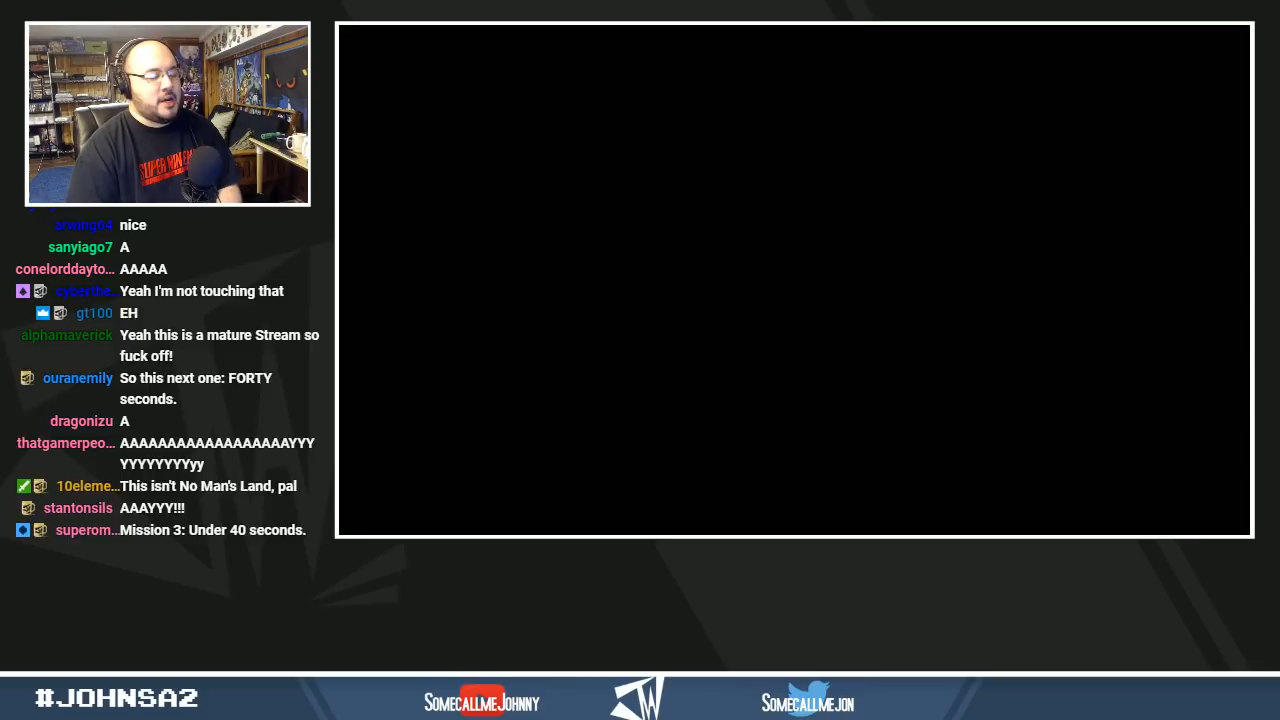 SUPER
arwing64 nice
sanyiago7 A
conelorddayto… AAAAA
cyberthe… Yeah I'm not touching that
gt100 EH
alphamaverick Yeah this is a mature Stream so
fuck off!
ouranemily So this next one: FORTY
seconds.
dragonizu A
thatgamerpeo… AAAAAAAAAAAAAAAAAAYYY
YYYYYYYYYyy
10eleme… This isn't No Man's Land, pal
stantonsils AAAYYY!!!
superom… Mission 3: Under 40 seconds.
#JOHNSA2
SOMECALLMEJOHNNY
SOMECALLMEJON